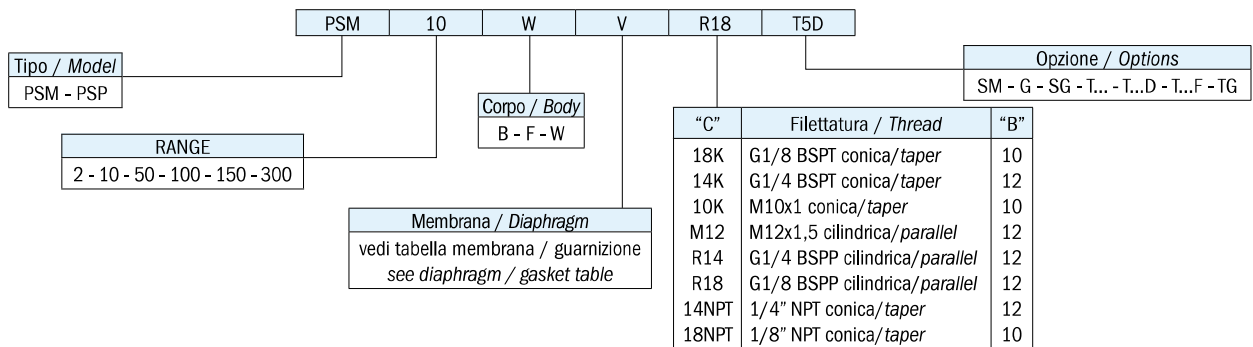 PSM 10 W V R18 T5D
Tipo / Model
PSM - PSP
Opzione / Options
SM - G - SG - T... - T...D - T...F - TG
Corpo / Body
B - F - W
RANGE
2 - 10 - 50 - 100 - 150 - 300
Membrana / Diaphragm
vedi tabella membrana / guarnizione
see diaphragm / gasket table
“C” Filettatura / Thread “B”
18K G1/8 BSPT conica/taper 10
14K G1/4 BSPT conica/taper 12
10K M10x1 conica/taper 10
M12 M12x1,5 cilindrica/parallel 12
R14 G1/4 BSPP cilindrica/parallel 12
R18 G1/8 BSPP cilindrica/parallel 12
14NPT 1/4” NPT conica/taper 12
18NPT 1/8” NPT conica/taper 10